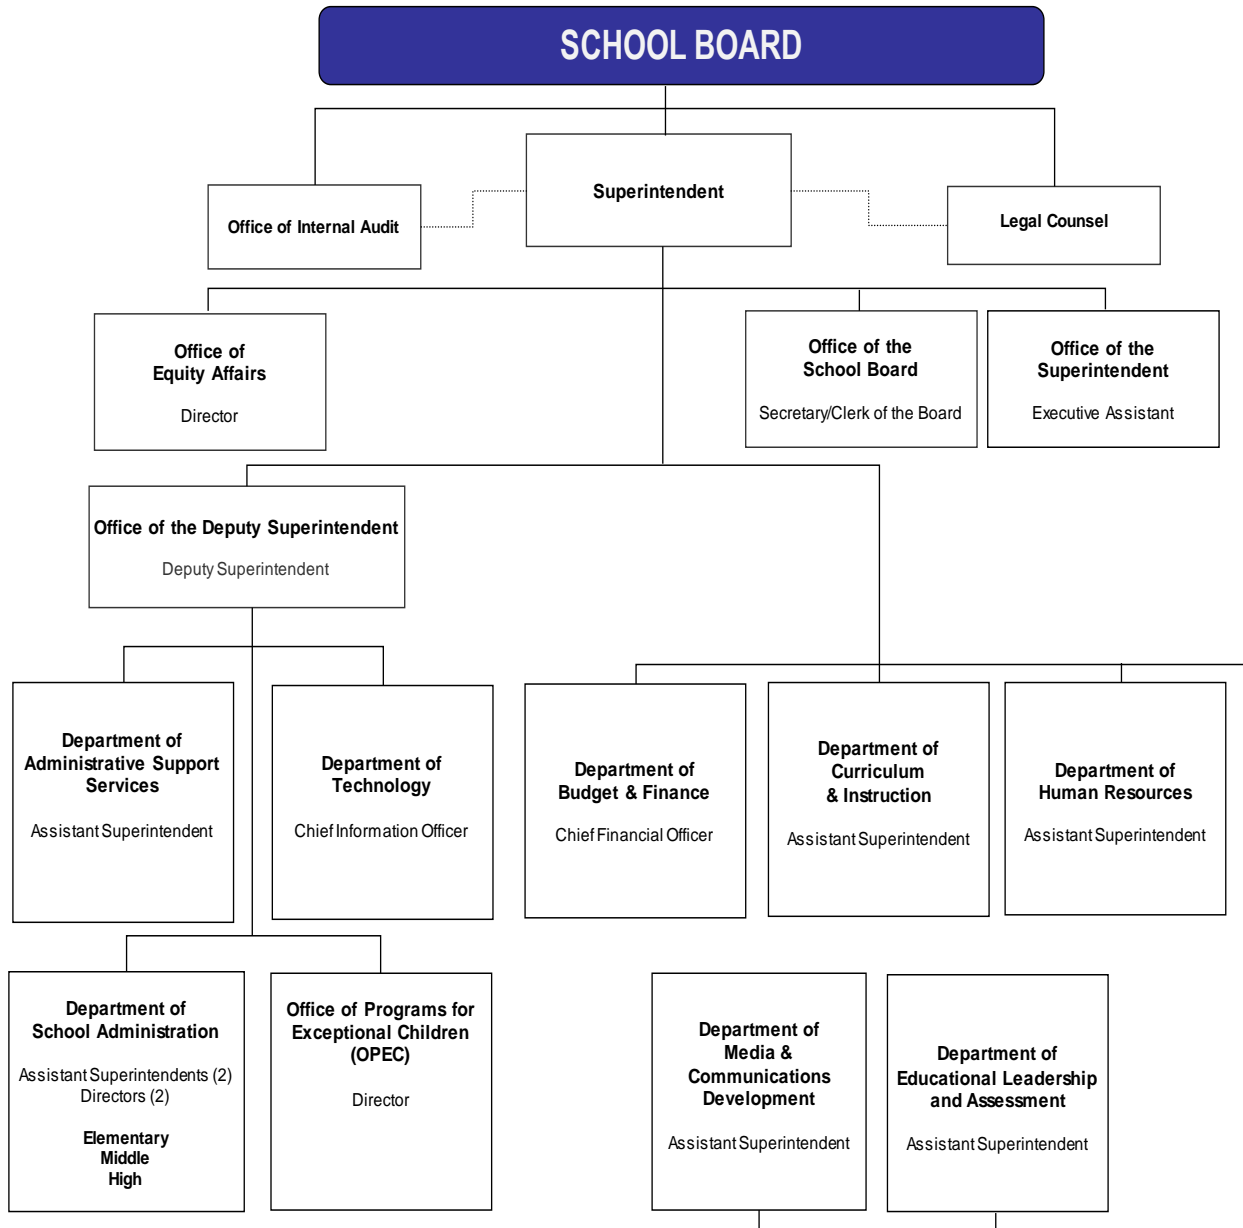 SCHOOL BOARD
Superintendent
Office of Internal Audit
Legal Counsel
Office of
Equity Affairs
Director
Office of the
School Board
Secretary/Clerk of the Board
Office of the
Superintendent
Executive Assistant
Office of the Deputy Superintendent
Deputy Superintendent
Department of
Administrative Support
Services
Assistant Superintendent
Department of
Technology
Chief Information Officer
Department of
Budget & Finance
Chief Financial Officer
Department of
Curriculum
& Instruction
Assistant Superintendent
Department of
Human Resources
Assistant Superintendent
Department of
School Administration
Assistant Superintendents (2)
Directors (2)
Elementary
Middle
High
Office of Programs for
Exceptional Children
(OPEC)
Director
Department of
Media &
Communications
Development
Assistant Superintendent
Department of
Educational Leadership
and Assessment
Assistant Superintendent